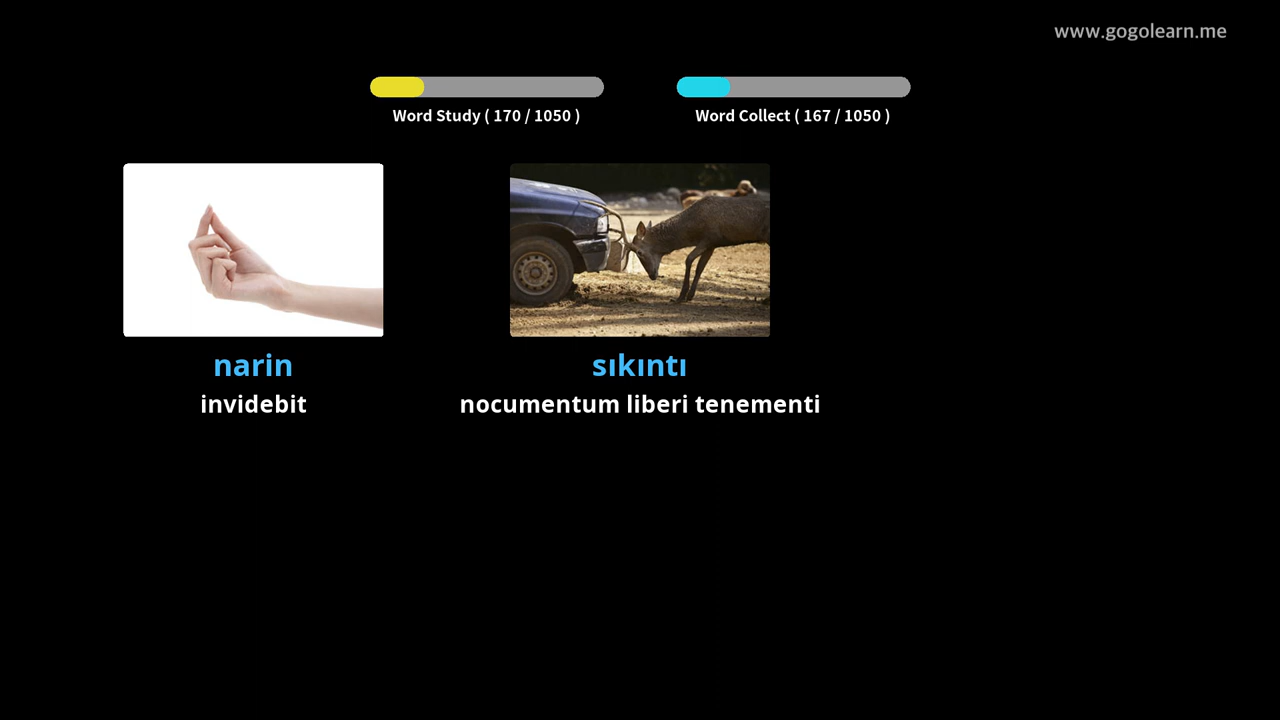 www.gogolearn.me
Word Study ( 170 / 1050 )
Word Collect ( 167 / 1050 )
narin
invidebit
sıkıntı
nocumentum liberi tenementi